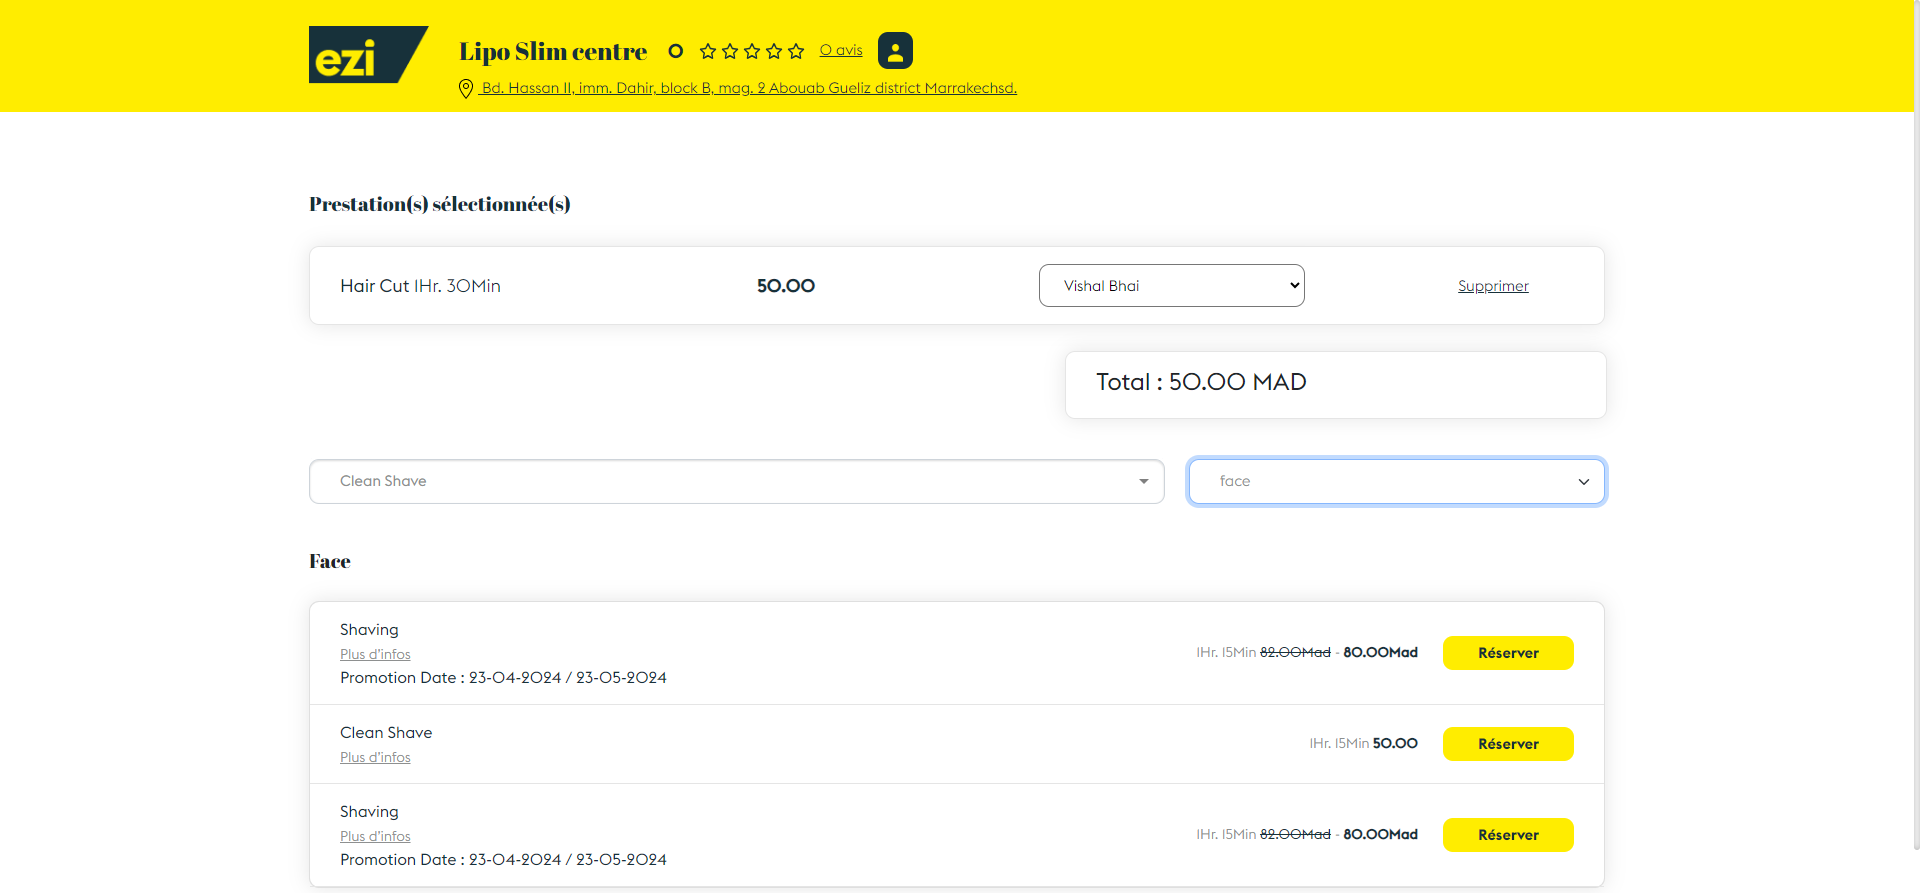 ezi
Lipo Slim centre 0 0 avis
Bd. Hassan II, imm. Dahir, block B, mag. 2 Abouab Gueliz district Marrakechsd.
Prestation(s) sélectionnée(s)
Hair Cut 1Hr. 30Min 50.00 Vishal Bhai Supprimer
Total : 50.00 MAD
Clean Shave face
Face
Shaving
Plus d'infos
Promotion Date : 23-04-2024 / 23-05-2024
1Hr. 15Min 82.00Mad - 80.00Mad Réserver
Clean Shave
Plus d'infos
1Hr. 15Min 50.00 Réserver
Shaving
Plus d'infos
Promotion Date : 23-04-2024 / 23-05-2024
1Hr. 15Min 82.00Mad - 80.00Mad Réserver